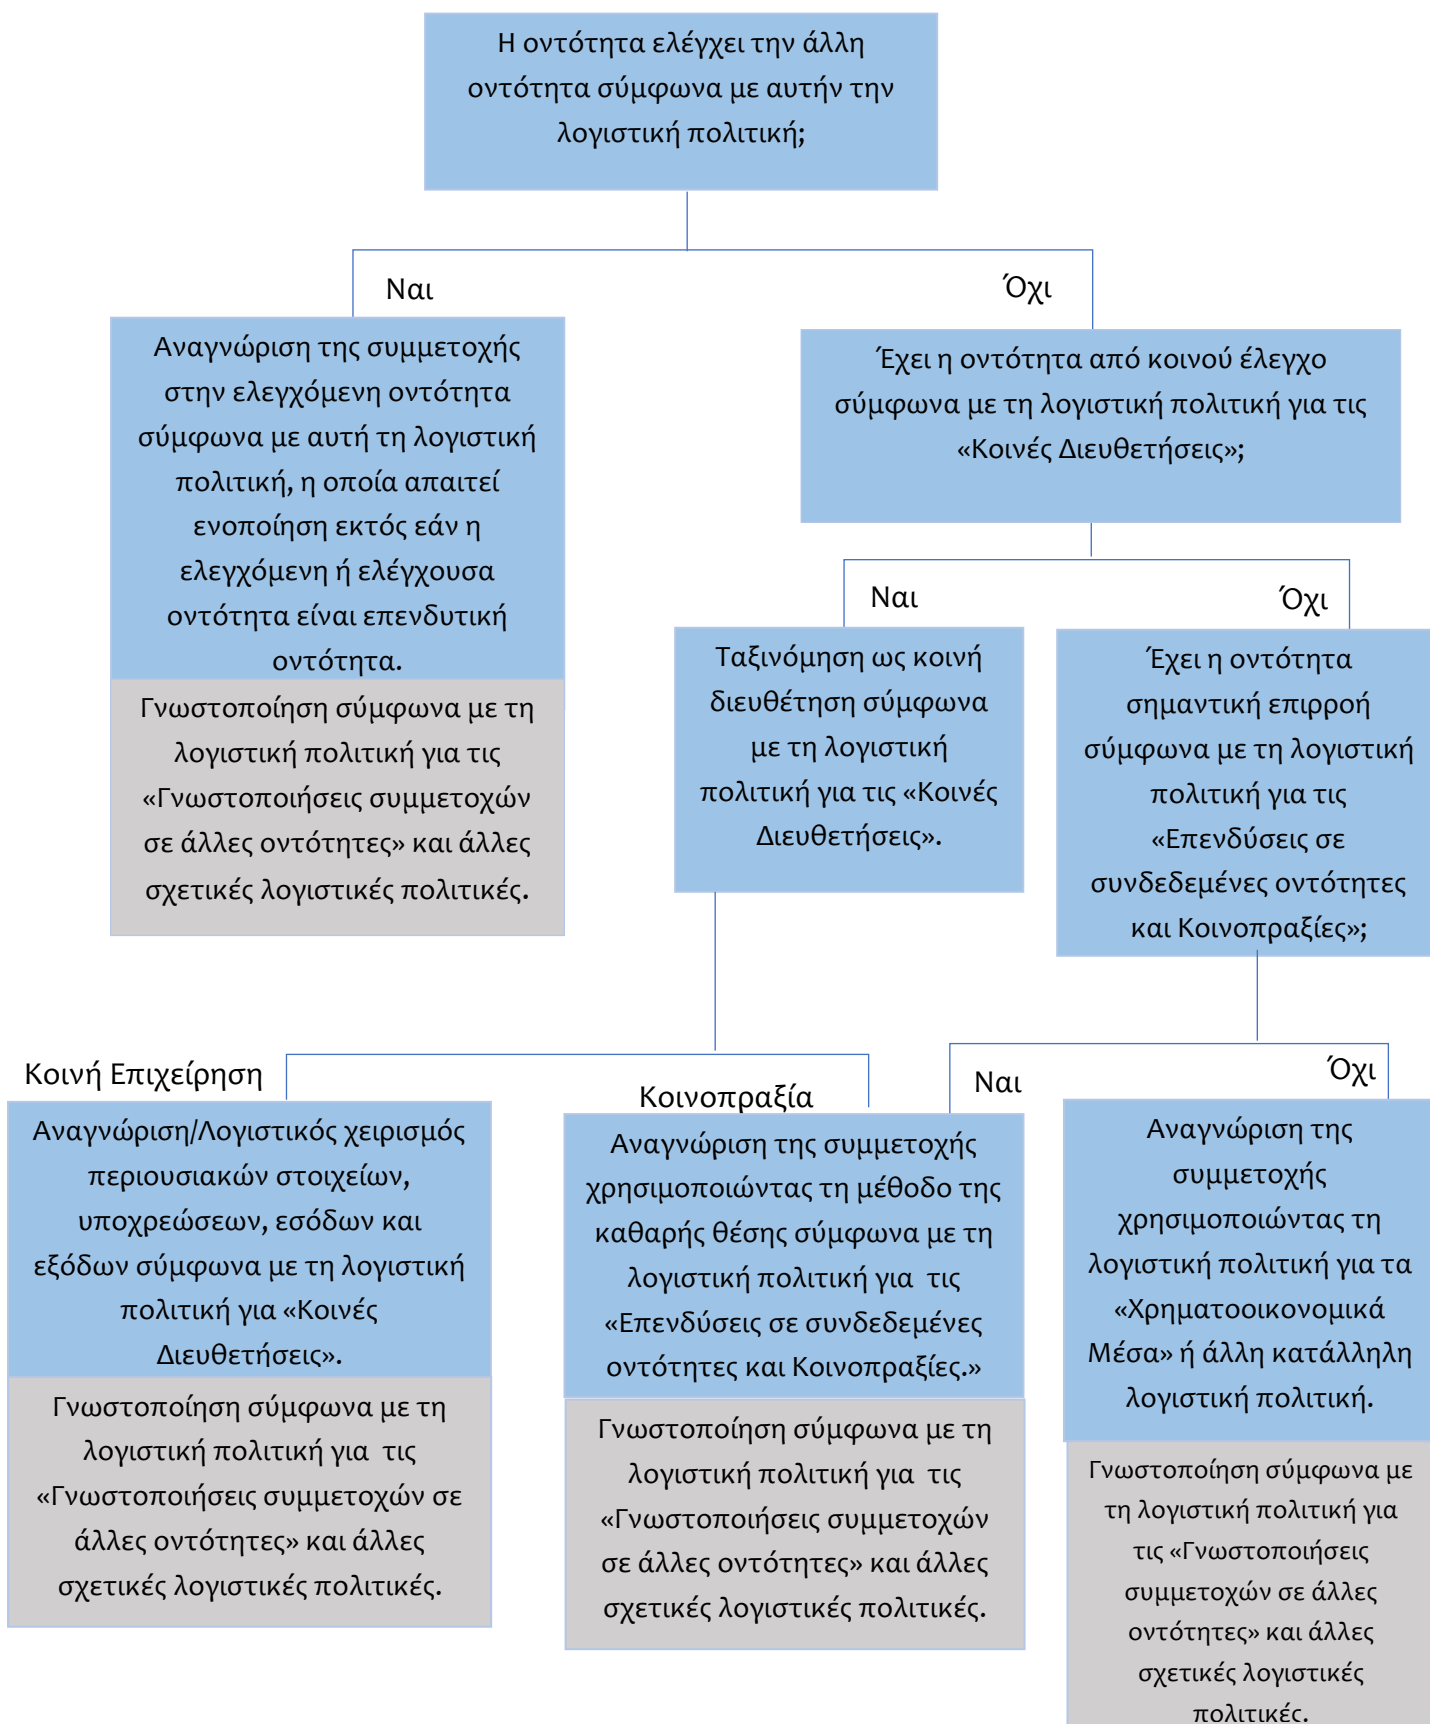 Η οντότητα ελέγχει την άλλη
οντότητα σύμφωνα με αυτήν την
λογιστική πολιτική;
Ναι
Όχι
Αναγνώριση της συμμετοχής
στην ελεγχόμενη οντότητα
σύμφωνα με αυτή τη λογιστική
πολιτική, η οποία απαιτεί
ενοποίηση εκτός εάν η
ελεγχόμενη ή ελέγχουσα
οντότητα είναι επενδυτική
οντότητα.
Γνωστοποίηση σύμφωνα με τη
λογιστική πολιτική για τις
«Γνωστοποιήσεις συμμετοχών
σε άλλες οντότητες» και άλλες
σχετικές λογιστικές πολιτικές.
Έχει η οντότητα από κοινού έλεγχο
σύμφωνα με τη λογιστική πολιτική για τις
«Κοινές Διευθετήσεις»;
Ναι
Όχι
Ταξινόμηση ως κοινή
διευθέτηση σύμφωνα
με τη λογιστική
πολιτική για τις «Κοινές
Διευθετήσεις».
Έχει η οντότητα
σημαντική επιρροή
σύμφωνα με τη λογιστική
πολιτική για τις
«Επενδύσεις σε
συνδεδεμένες οντότητες
και Κοινοπραξίες»;
Κοινή Επιχείρηση
Κοινοπραξία
Ναι
Όχι
Αναγνώριση/Λογιστικός χειρισμός
περιουσιακών στοιχείων,
υποχρεώσεων, εσόδων και
εξόδων σύμφωνα με τη λογιστική
πολιτική για «Κοινές
Διευθετήσεις».
Γνωστοποίηση σύμφωνα με τη
λογιστική πολιτική για τις
«Γνωστοποιήσεις συμμετοχών σε
άλλες οντότητες» και άλλες
σχετικές λογιστικές πολιτικές.
Αναγνώριση της συμμετοχής
χρησιμοποιώντας τη μέθοδο της
καθαρής θέσης σύμφωνα με τη
λογιστική πολιτική για τις
«Επενδύσεις σε συνδεδεμένες
οντότητες και Κοινοπραξίες.»
Γνωστοποίηση σύμφωνα με τη
λογιστική πολιτική για τις
«Γνωστοποιήσεις συμμετοχών
σε άλλες οντότητες» και άλλες
σχετικές λογιστικές πολιτικές.
Αναγνώριση της
συμμετοχής
χρησιμοποιώντας τη
λογιστική πολιτική για τα
«Χρηματοοικονομικά
Μέσα» ή άλλη κατάλληλη
λογιστική πολιτική.
Γνωστοποίηση σύμφωνα με
τη λογιστική πολιτική για
τις «Γνωστοποιήσεις
συμμετοχών σε άλλες
οντότητες» και άλλες
σχετικές λογιστικές
πολιτικές.